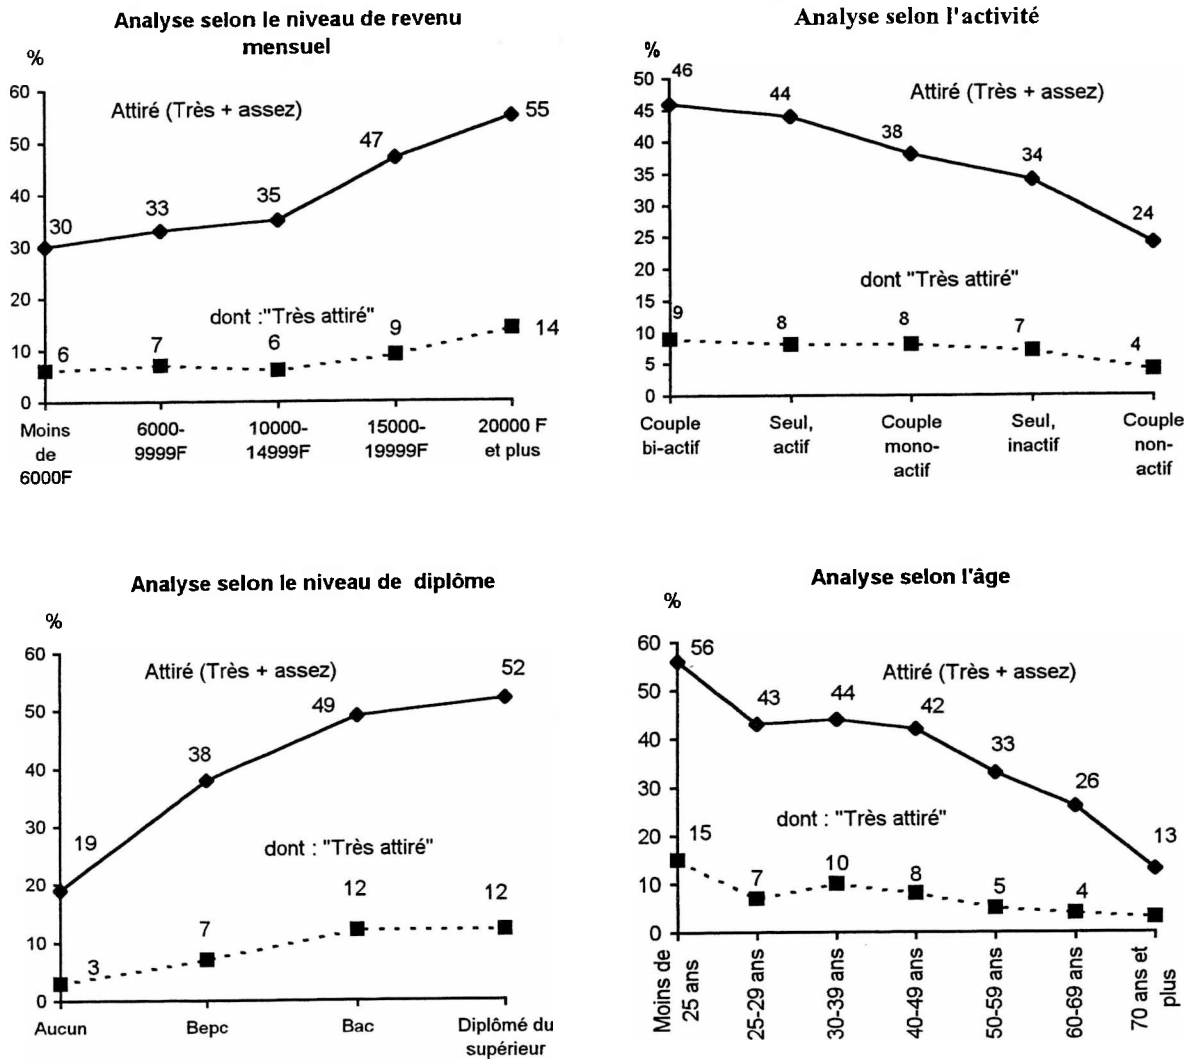 Analyse selon le niveau de revenu
mensuel
%
60
50
40
30
20
10
0
Attiré (Très + assez)
30
33
35
47
55
dont :"Très attiré"
6
7
6
9
14
Moins
de
6000F
6000-
9999F
10000-
14999F
15000-
19999F
20000 F
et plus
Analyse selon l'activité
%
50
45
40
35
30
25
20
15
10
5
0
Attiré (Très + assez)
46
44
38
34
24
dont "Très attiré"
9
8
8
7
4
Couple
bi-actif
Seul,
actif
Couple
mono-
actif
Seul,
inactif
Couple
non-
actif
Analyse selon le niveau de diplôme
%
60
50
40
30
20
10
0
Attiré (Très + assez)
19
38
49
52
dont : "Très attiré"
3
7
12
12
Aucun
Bepc
Bac
Diplômé du
supérieur
Analyse selon l'âge
%
60
50
40
30
20
10
0
Attiré (Très + assez)
56
43
44
42
33
26
13
dont : "Très attiré"
15
7
10
8
5
4
Moins de
25 ans
25-29 ans
30-39 ans
40-49 ans
50-59 ans
60-69 ans
70 ans et
plus